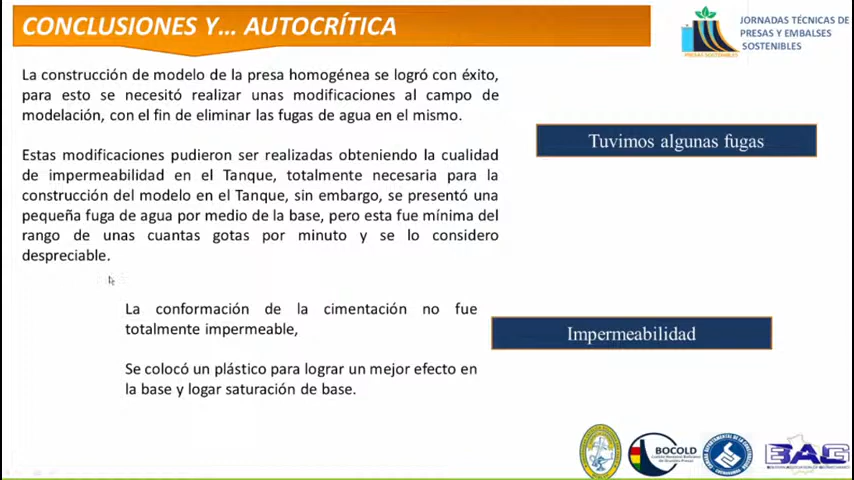 CONCLUSIONES Y... AUTOCRÍTICA
JORNADAS TÉCNICAS DE
PRESAS Y EMBALSES
SOSTENIBLES
PRESAS SOSTENIBLES
La construcción de modelo de la presa homogénea se logró con éxito,
para esto se necesitó realizar unas modificaciones al campo de
modelación, con el fin de eliminar las fugas de agua en el mismo.
Tuvimos algunas fugas
Estas modificaciones pudieron ser realizadas obteniendo la cualidad
de impermeabilidad en el Tanque, totalmente necesaria para la
construcción del modelo en el Tanque, sin embargo, se presentó una
pequeña fuga de agua por medio de la base, pero esta fue mínima del
rango de unas cuantas gotas por minuto y se lo considero
despreciable.
La conformación de la cimentación no fue
totalmente impermeable,
Impermeabilidad
Se colocó un plástico para lograr un mejor efecto en
la base y logar saturación de base.
BOCOLD
BAG